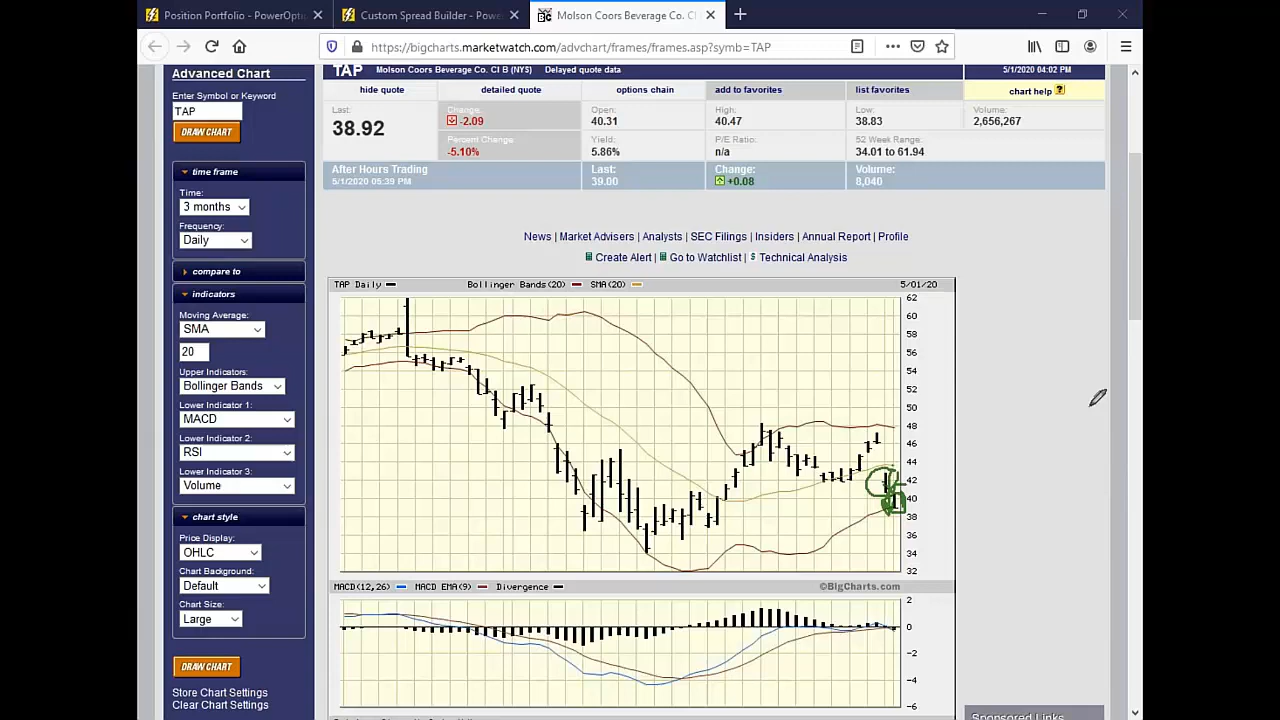 Position Portfolio - PowerOpti
Custom Spread Builder - Power
Molson Coors Beverage Co. Cl B
https://bigcharts.marketwatch.com/advchart/frames/frames.asp?symb=TAP
Advanced Chart
Enter Symbol or Keyword
TAP
DRAW CHART
time frame
Time:
3 months
Frequency:
Daily
compare to
indicators
Moving Average:
SMA
20
Upper Indicators:
Bollinger Bands
Lower Indicator 1:
MACD
Lower Indicator 2:
RSI
Lower Indicator 3:
Volume
chart style
Price Display:
OHLC
Chart Background:
Default
Chart Size:
Large
DRAW CHART
Store Chart Settings
Clear Chart Settings
TAP Molson Coors Beverage Co. Cl B (NYS) Delayed quote data 5/1/2020 04:02 PM
hide quote detailed quote options chain add to favorites list favorites chart help ?
Last: 38.92
Change: -2.09
Open: 40.31
High: 40.47
Low: 38.83
Volume: 2,656,267
Percent Change: -5.10%
Yield: 5.86%
P/E Ratio: n/a
52 Week Range: 34.01 to 61.94
After Hours Trading
5/1/2020 05:39 PM
Last: 39.00
Change: +0.08
Volume: 8,040
News | Market Advisers | Analysts | SEC Filings | Insiders | Annual Report | Profile
Create Alert | Go to Watchlist | $ Technical Analysis
TAP Daily Bollinger Bands(20) SMA(20) 5/01/20
62
60
58
56
54
52
50
48
46
44
42
40
38
36
34
32
MACD(12,26) MACD EMA(9) Divergence ©BigCharts.com
2
0
-2
-4
-6
Sponsored Links